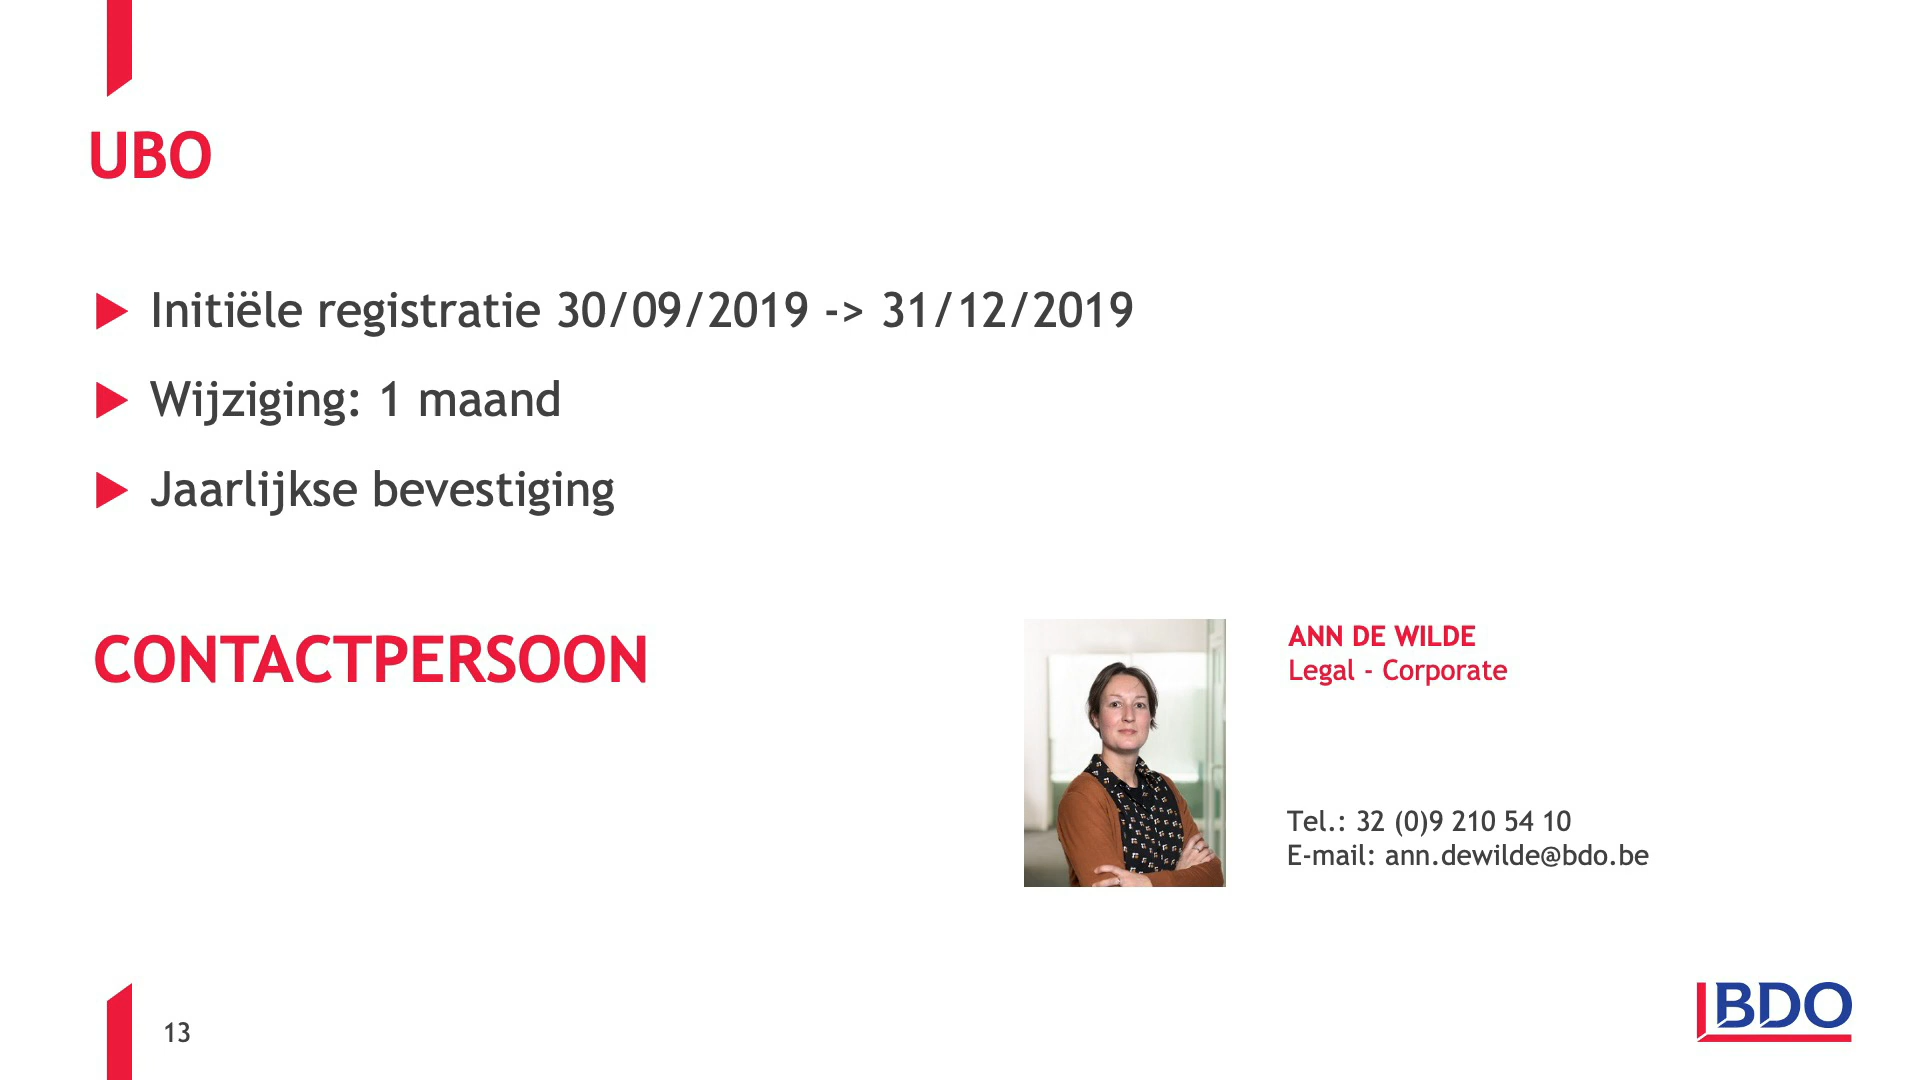 UBO
Initiële registratie 30/09/2019 -> 31/12/2019
Wijziging: 1 maand
Jaarlijkse bevestiging
CONTACTPERSOON
ANN DE WILDE
Legal - Corporate
Tel.: 32 (0)9 210 54 10
E-mail: ann.dewilde@bdo.be
13
BDO